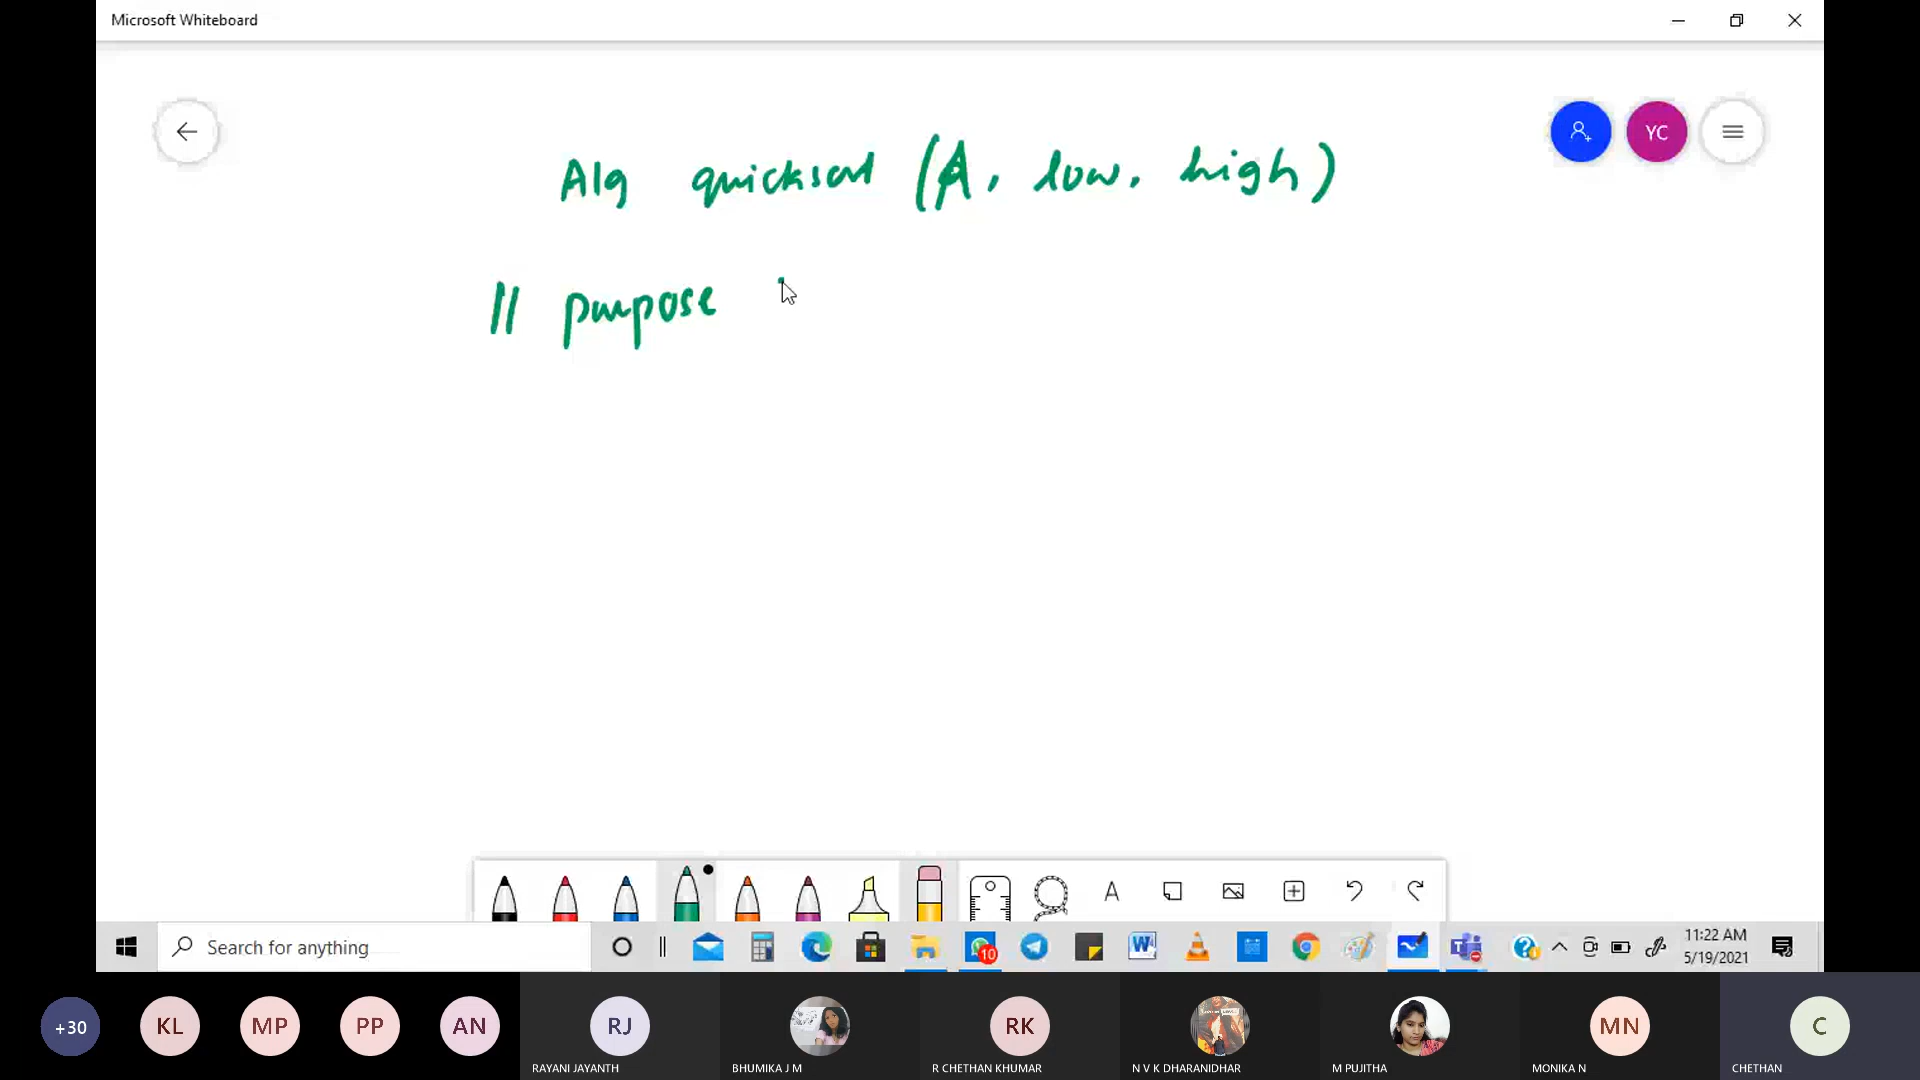 Microsoft Whiteboard
YC
Alg quicksort (A, low, high)
// purpose
A
Search for anything
10
11:22 AM
5/19/2021
+30
KL
MP
PP
AN
RJ
RAYANI JAYANTH
BHUMIKA J M
RK
R CHETHAN KHUMAR
N V K DHARANIDHAR
M PUJITHA
MN
MONIKA N
C
CHETHAN